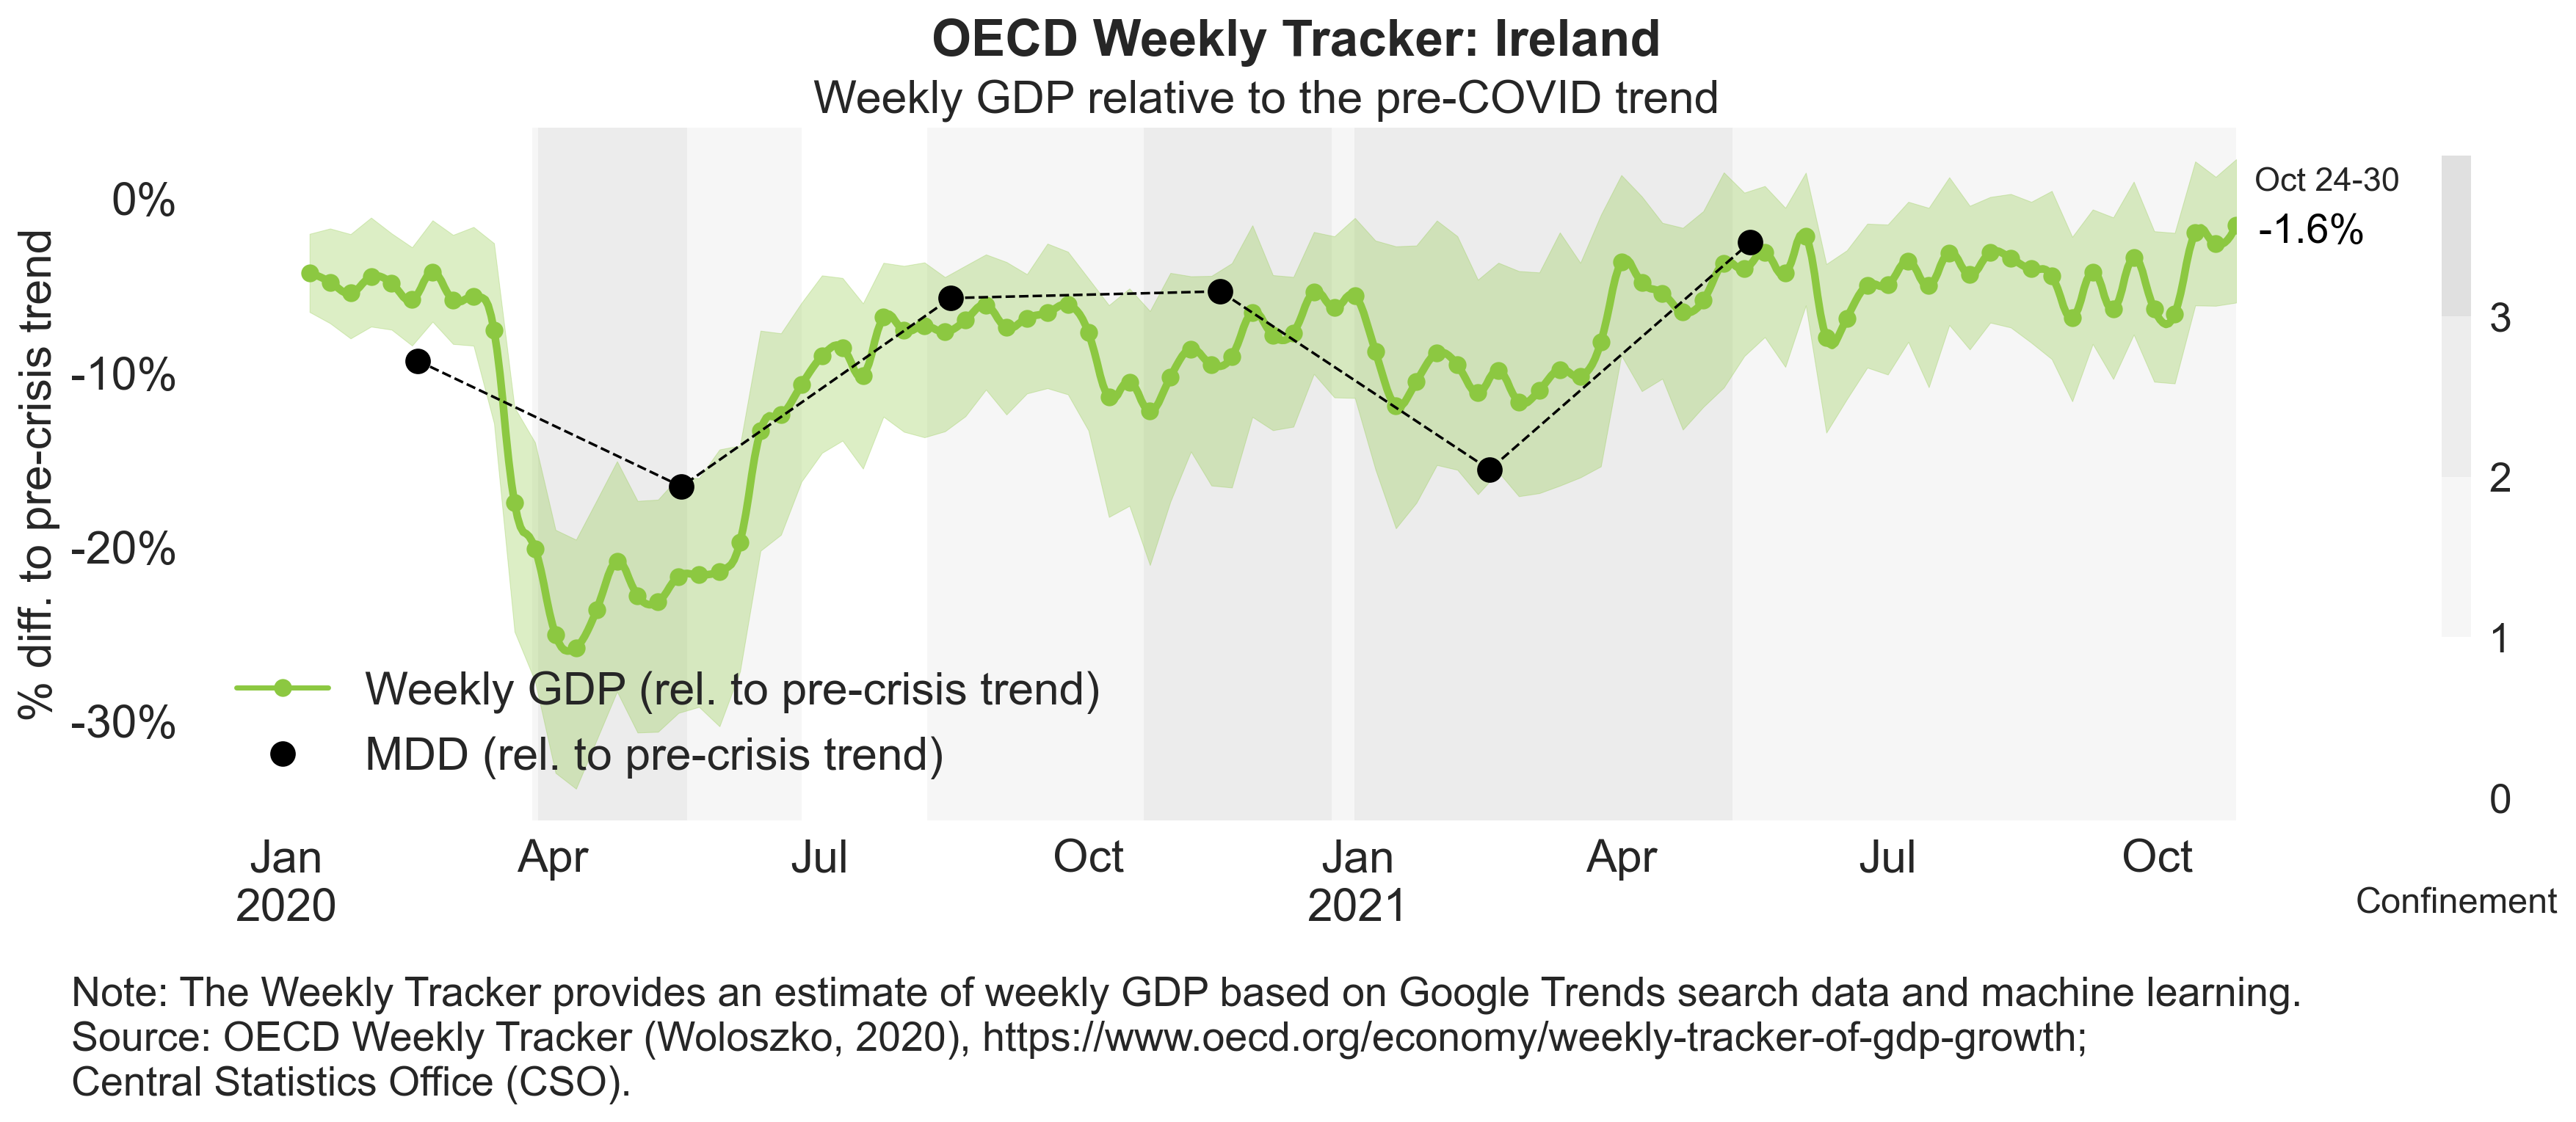 OECD Weekly Tracker: Ireland
Weekly GDP relative to the pre-COVID trend
% diff. to pre-crisis trend
0%
-10%
-20%
-30%
Oct 24-30
-1.6%
3
2
1
0
Confinement
Weekly GDP (rel. to pre-crisis trend)
MDD (rel. to pre-crisis trend)
Jan Apr Jul Oct Jan Apr Jul Oct
2020 2021
Note: The Weekly Tracker provides an estimate of weekly GDP based on Google Trends search data and machine learning.
Source: OECD Weekly Tracker (Woloszko, 2020), https://www.oecd.org/economy/weekly-tracker-of-gdp-growth;
Central Statistics Office (CSO).